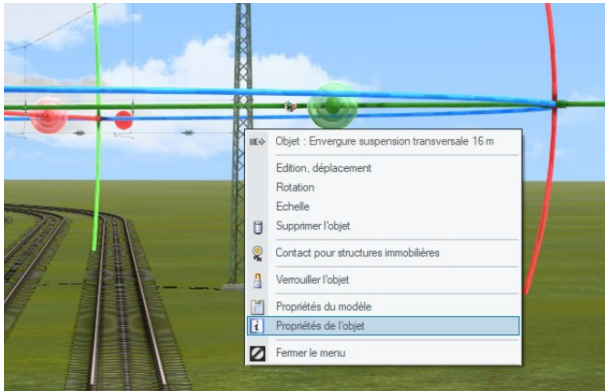 Objet : Envergure suspension transversale 16 m
Edition, déplacement
Rotation
Echelle
Supprimer l'objet
Contact pour structures immobilières
Verrouiller l'objet
Propriétés du modèle
Propriétés de l'objet
Fermer le menu